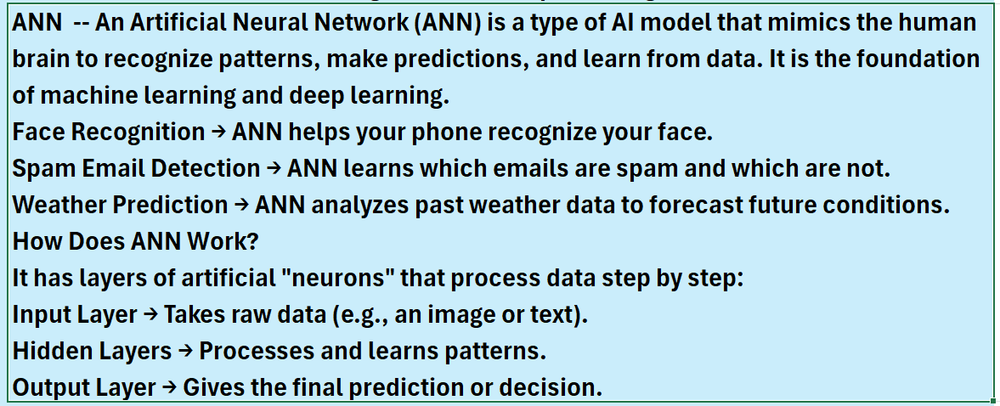 ANN -- An Artificial Neural Network (ANN) is a type of AI model that mimics the human
brain to recognize patterns, make predictions, and learn from data. It is the foundation
of machine learning and deep learning.
Face Recognition → ANN helps your phone recognize your face.
Spam Email Detection → ANN learns which emails are spam and which are not.
Weather Prediction → ANN analyzes past weather data to forecast future conditions.
How Does ANN Work?
It has layers of artificial "neurons" that process data step by step:
Input Layer → Takes raw data (e.g., an image or text).
Hidden Layers → Processes and learns patterns.
Output Layer → Gives the final prediction or decision.